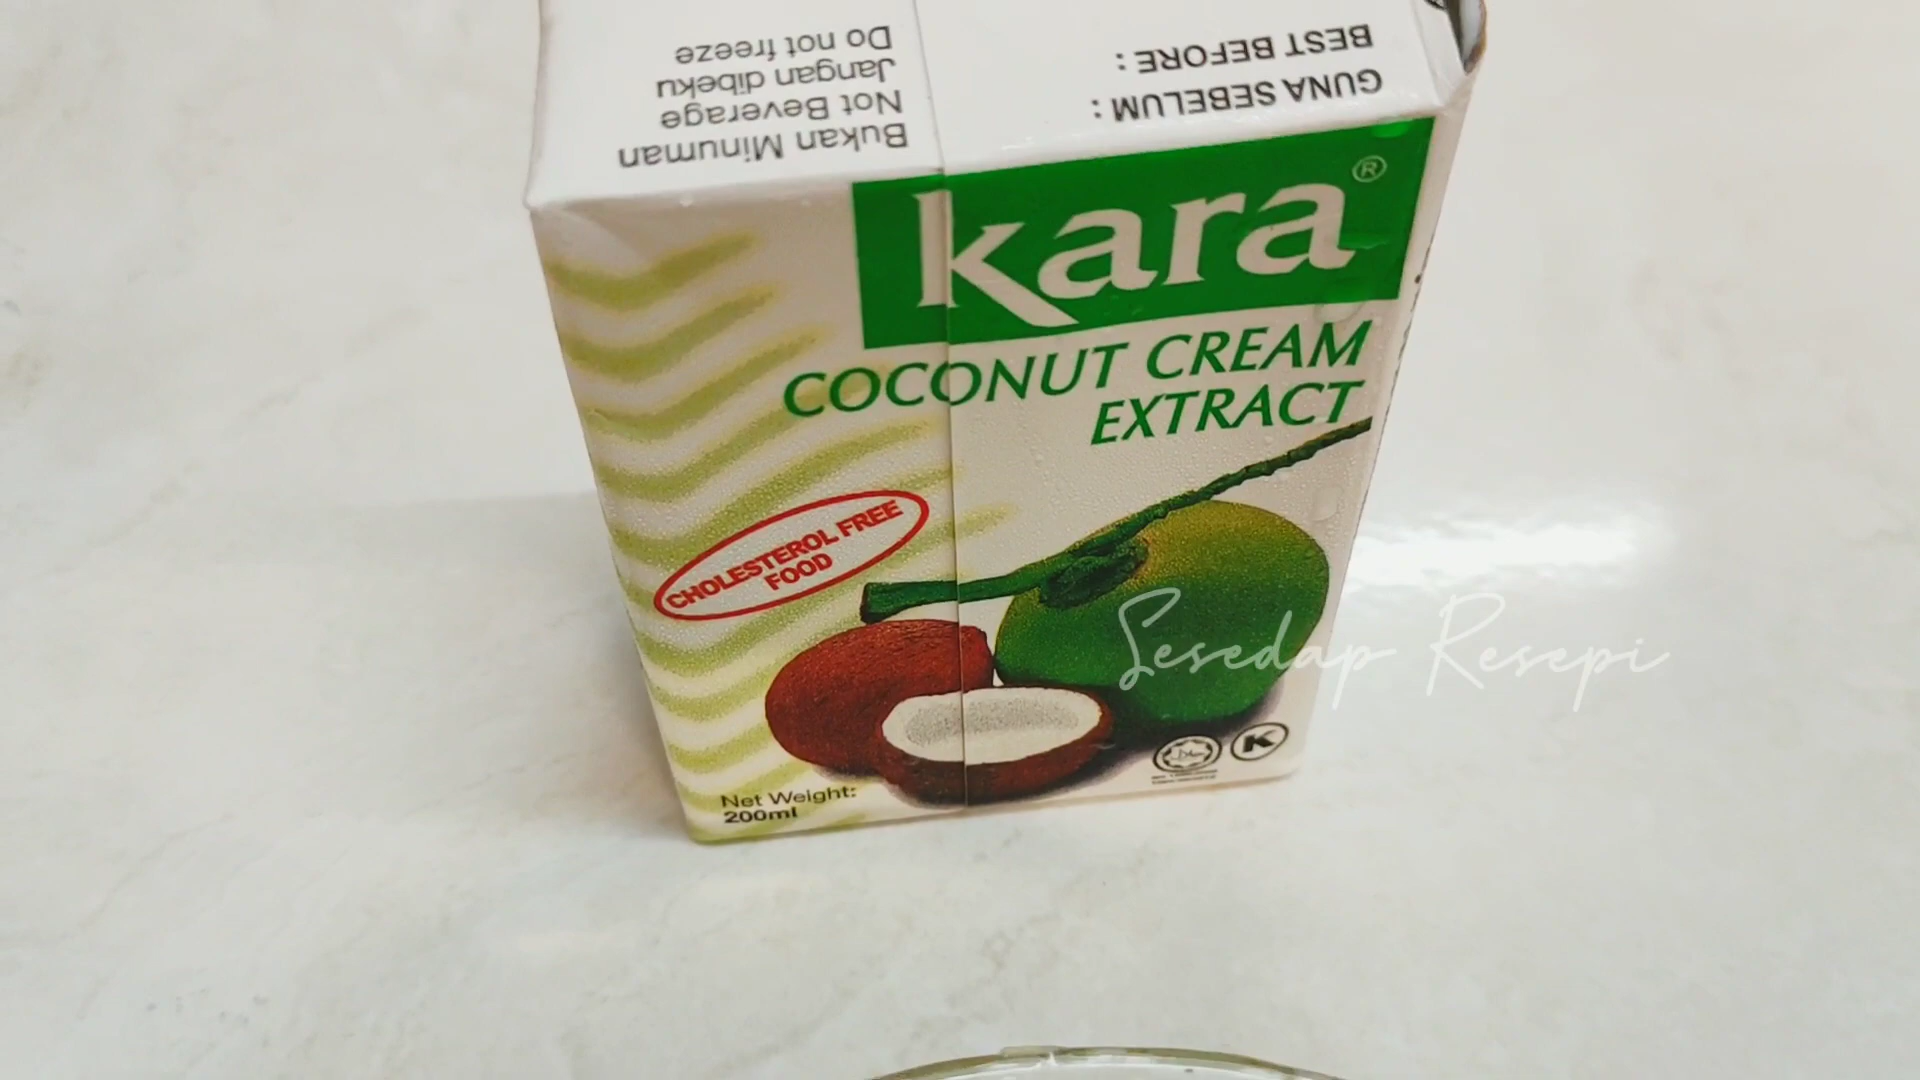 Bukan Minuman
Not Beverage
Jangan dibeku
Do not freeze
GUNA SEBELUM :
BEST BEFORE :
kara®
COCONUT CREAM
EXTRACT
CHOLESTEROL FREE
FOOD
Sesedap Resepi
K
Net Weight:
200ml